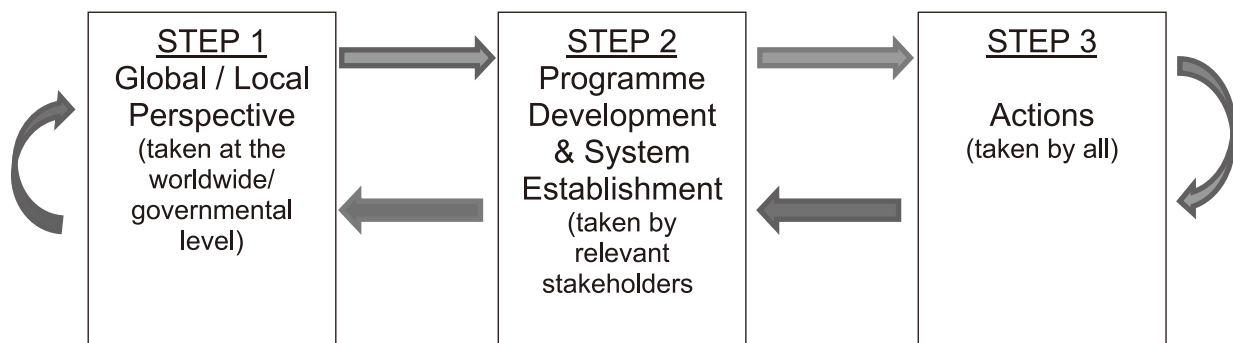 STEP 1
Global / Local
Perspective
(taken at the
worldwide/
governmental
level)
STEP 2
Programme
Development
& System
Establishment
(taken by
relevant
stakeholders
STEP 3
Actions
(taken by all)